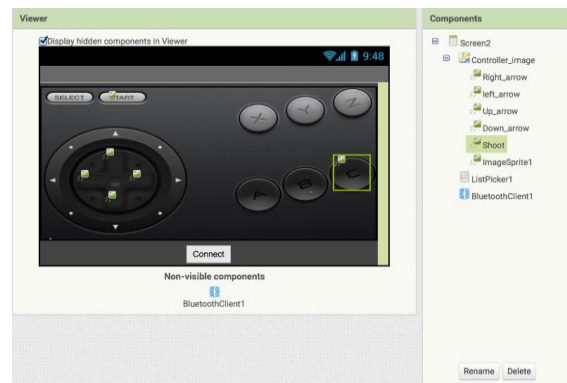 Viewer
Display hidden components in Viewer
9:48
SELECT START
X Y Z
A B C
Connect
Non-visible components
BluetoothClient1
Components
Screen2
Controller_image
Right_arrow
left_arrow
Up_arrow
Down_arrow
Shoot
ImageSprite1
ListPicker1
BluetoothClient1
Rename Delete